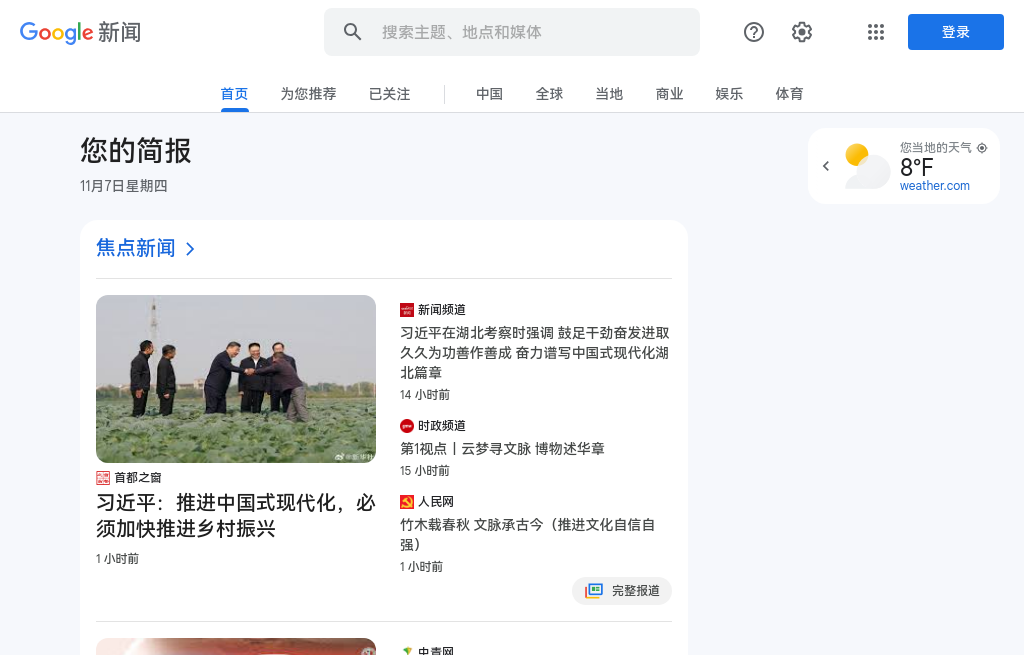 Google 新闻
搜索主题、地点和媒体
登录
首页
为您推荐
已关注
中国
全球
当地
商业
娱乐
体育
您的简报
11月7日星期四
您当地的天气
8°F
weather.com
焦点新闻
首都之窗
习近平：推进中国式现代化，必
须加快推进乡村振兴
1 小时前
新闻频道
习近平在湖北考察时强调 鼓足干劲奋发进取
久久为功善作善成 奋力谱写中国式现代化湖
北篇章
14 小时前
时政频道
第1视点丨云梦寻文脉 博物述华章
15 小时前
人民网
竹木载春秋 文脉承古今（推进文化自信自
强）
1 小时前
完整报道
中青网